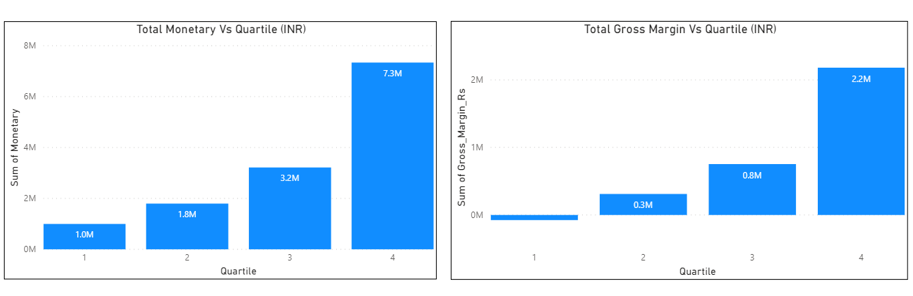 Total Monetary Vs Quartile (INR)
Sum of Monetary
8M
6M
4M
2M
0M
1.0M
1.8M
3.2M
7.3M
1 2 3 4
Quartile
Total Gross Margin Vs Quartile (INR)
Sum of Gross_Margin_Rs
2M
1M
0M
0.3M
0.8M
2.2M
1 2 3 4
Quartile